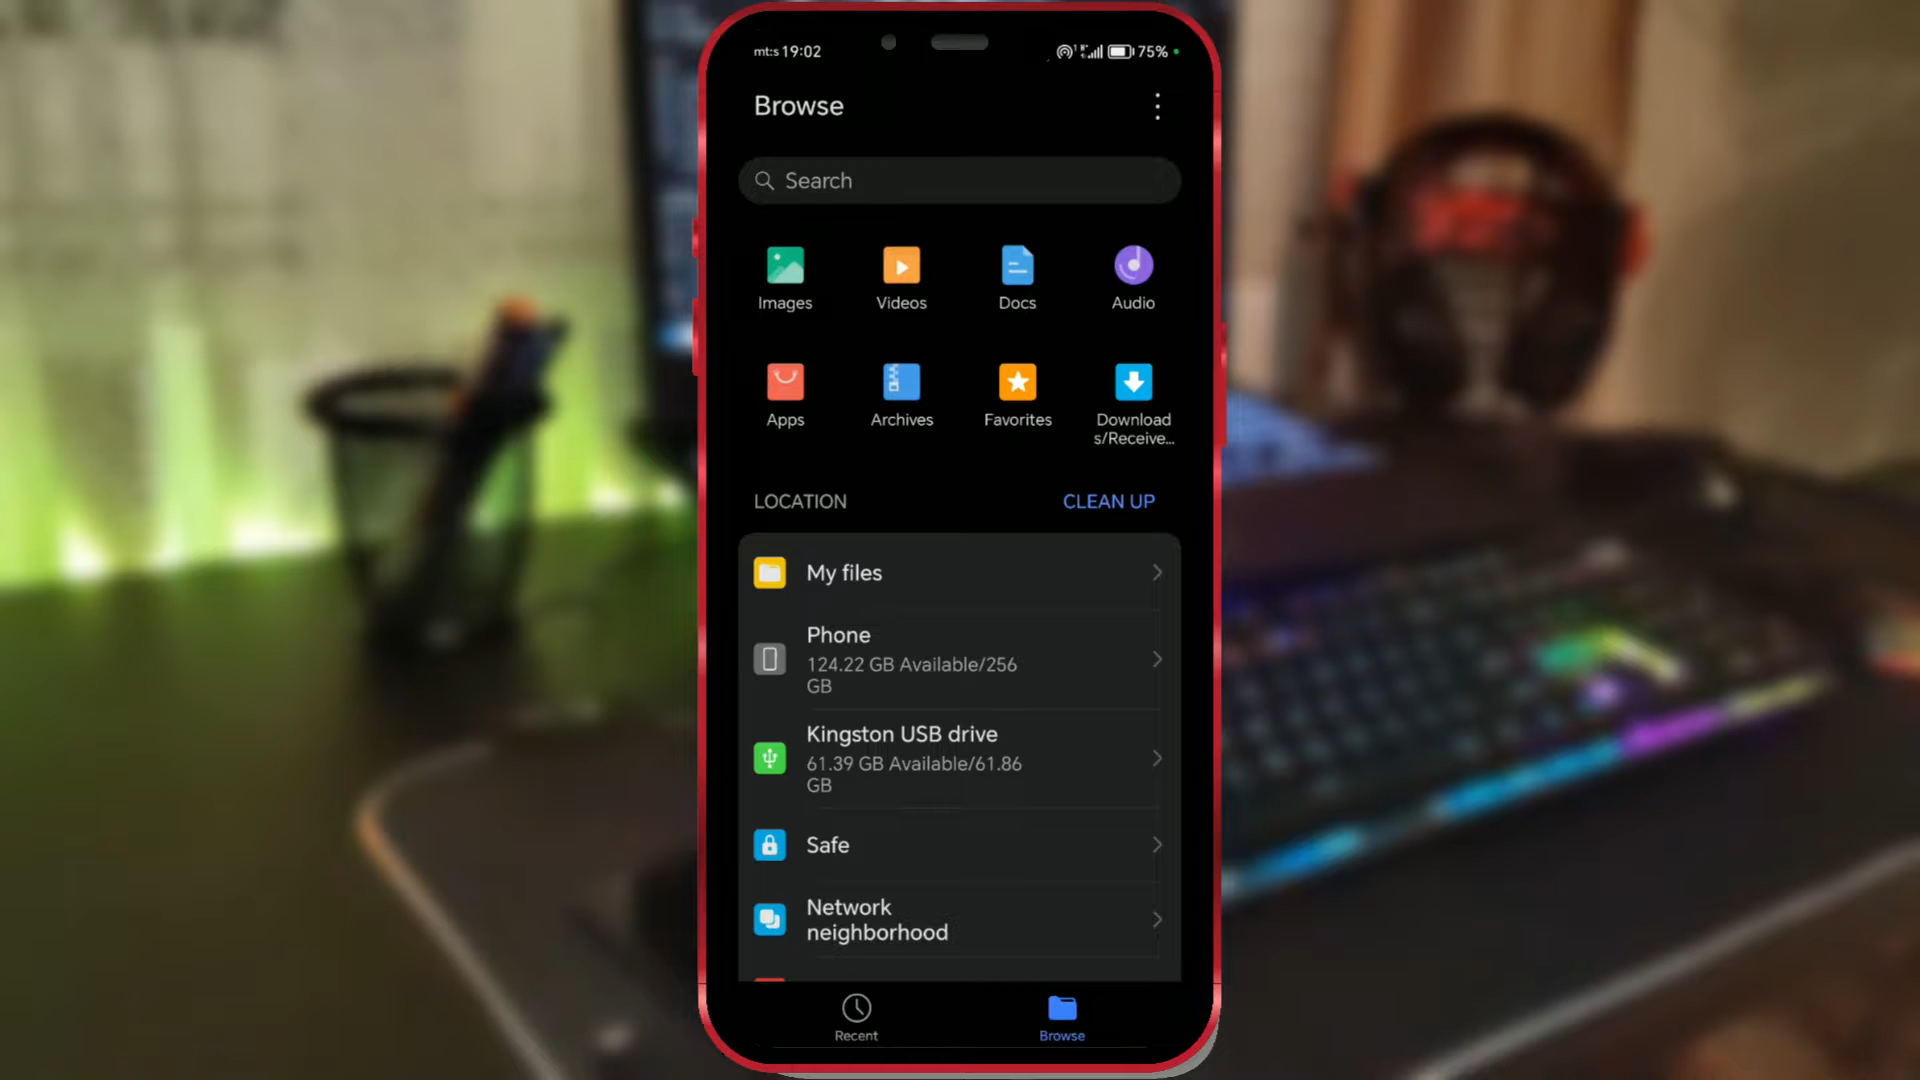 mt:s 19:02
75%
Browse
Search
Images
Videos
Docs
Audio
Apps
Archives
Favorites
Download
s/Receive...
LOCATION
CLEAN UP
My files
Phone
124.22 GB Available/256
GB
Kingston USB drive
61.39 GB Available/61.86
GB
Safe
Network
neighborhood
Recent
Browse